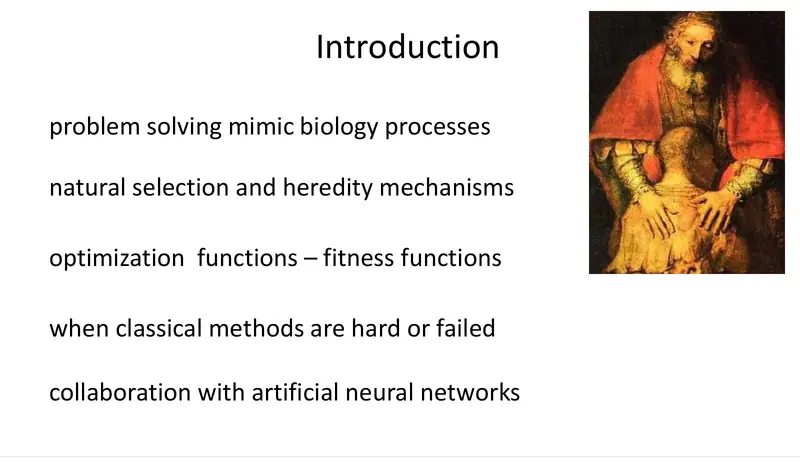 Introduction
problem solving mimic biology processes
natural selection and heredity mechanisms
optimization  functions – fitness functions
when classical methods are hard or failed
collaboration with artificial neural networks